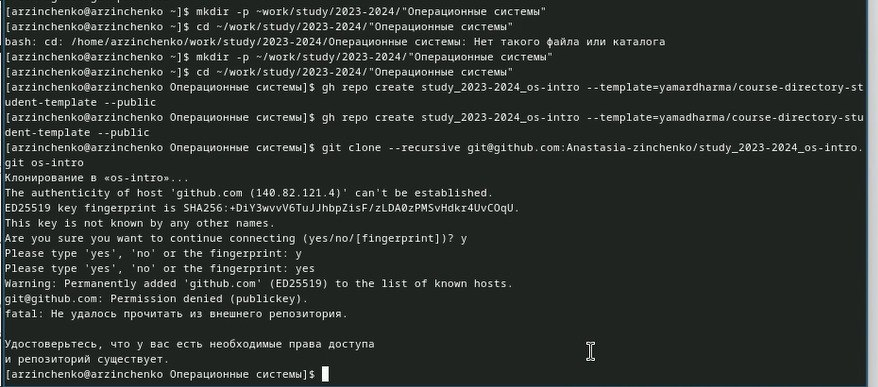 [arzinchenko@arzinchenko ~]$ mkdir -p ~work/study/2023-2024/"Операционные системы"
[arzinchenko@arzinchenko ~]$ cd ~/work/study/2023-2024/"Операционные системы"
bash: cd: /home/arzinchenko/work/study/2023-2024/Операционные системы: Нет такого файла или каталога
[arzinchenko@arzinchenko ~]$ mkdir -p ~/work/study/2023-2024/"Операционные системы"
[arzinchenko@arzinchenko ~]$ cd ~/work/study/2023-2024/"Операционные системы"
[arzinchenko@arzinchenko Операционные системы]$ gh repo create study_2023-2024_os-intro --template=yamardharma/course-directory-st
udent-template --public
[arzinchenko@arzinchenko Операционные системы]$ gh repo create study_2023-2024_os-intro --template=yamadharma/course-directory-stu
dent-template --public
[arzinchenko@arzinchenko Операционные системы]$ git clone --recursive git@github.com:Anastasia-zinchenko/study_2023-2024_os-intro.
git os-intro
Клонирование в «os-intro»...
The authenticity of host 'github.com (140.82.121.4)' can't be established.
ED25519 key fingerprint is SHA256:+DiY3wvvV6TuJJhbpZisF/zLDA0zPMSvHdkr4UvCOqU.
This key is not known by any other names.
Are you sure you want to continue connecting (yes/no/[fingerprint])? y
Please type 'yes', 'no' or the fingerprint: y
Please type 'yes', 'no' or the fingerprint: yes
Warning: Permanently added 'github.com' (ED25519) to the list of known hosts.
git@github.com: Permission denied (publickey).
fatal: Не удалось прочитать из внешнего репозитория.
Удостоверьтесь, что у вас есть необходимые права доступа
и репозиторий существует.
[arzinchenko@arzinchenko Операционные системы]$